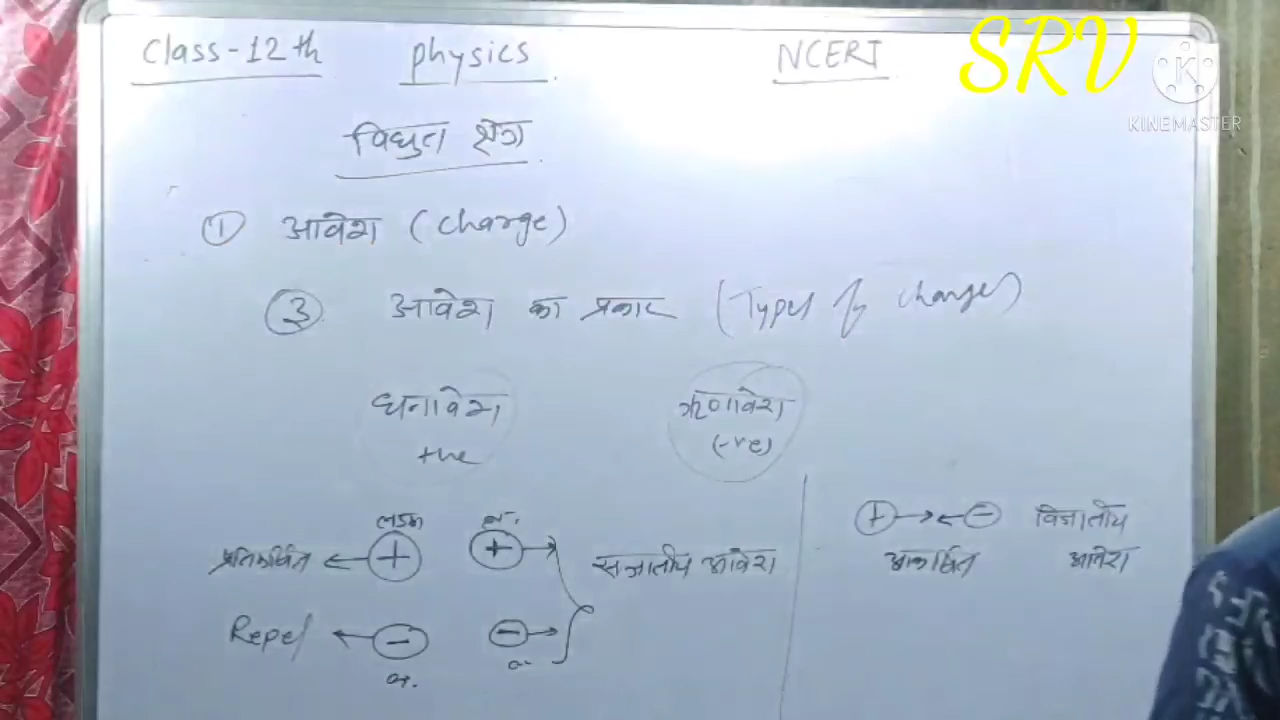 Class-12th physics NCERT SRV
KINEMASTER
विधुत क्षेत्र
① आवेश (charge)
③ आवेश का प्रकार (Types of charge)
धनावेश ऋणावेश
+ve (-ve)
+ → ← - विजातीय
प्रतिकर्षित ← + + → सजातीय आवेश आकर्षित आवेश
Repel ← - - →